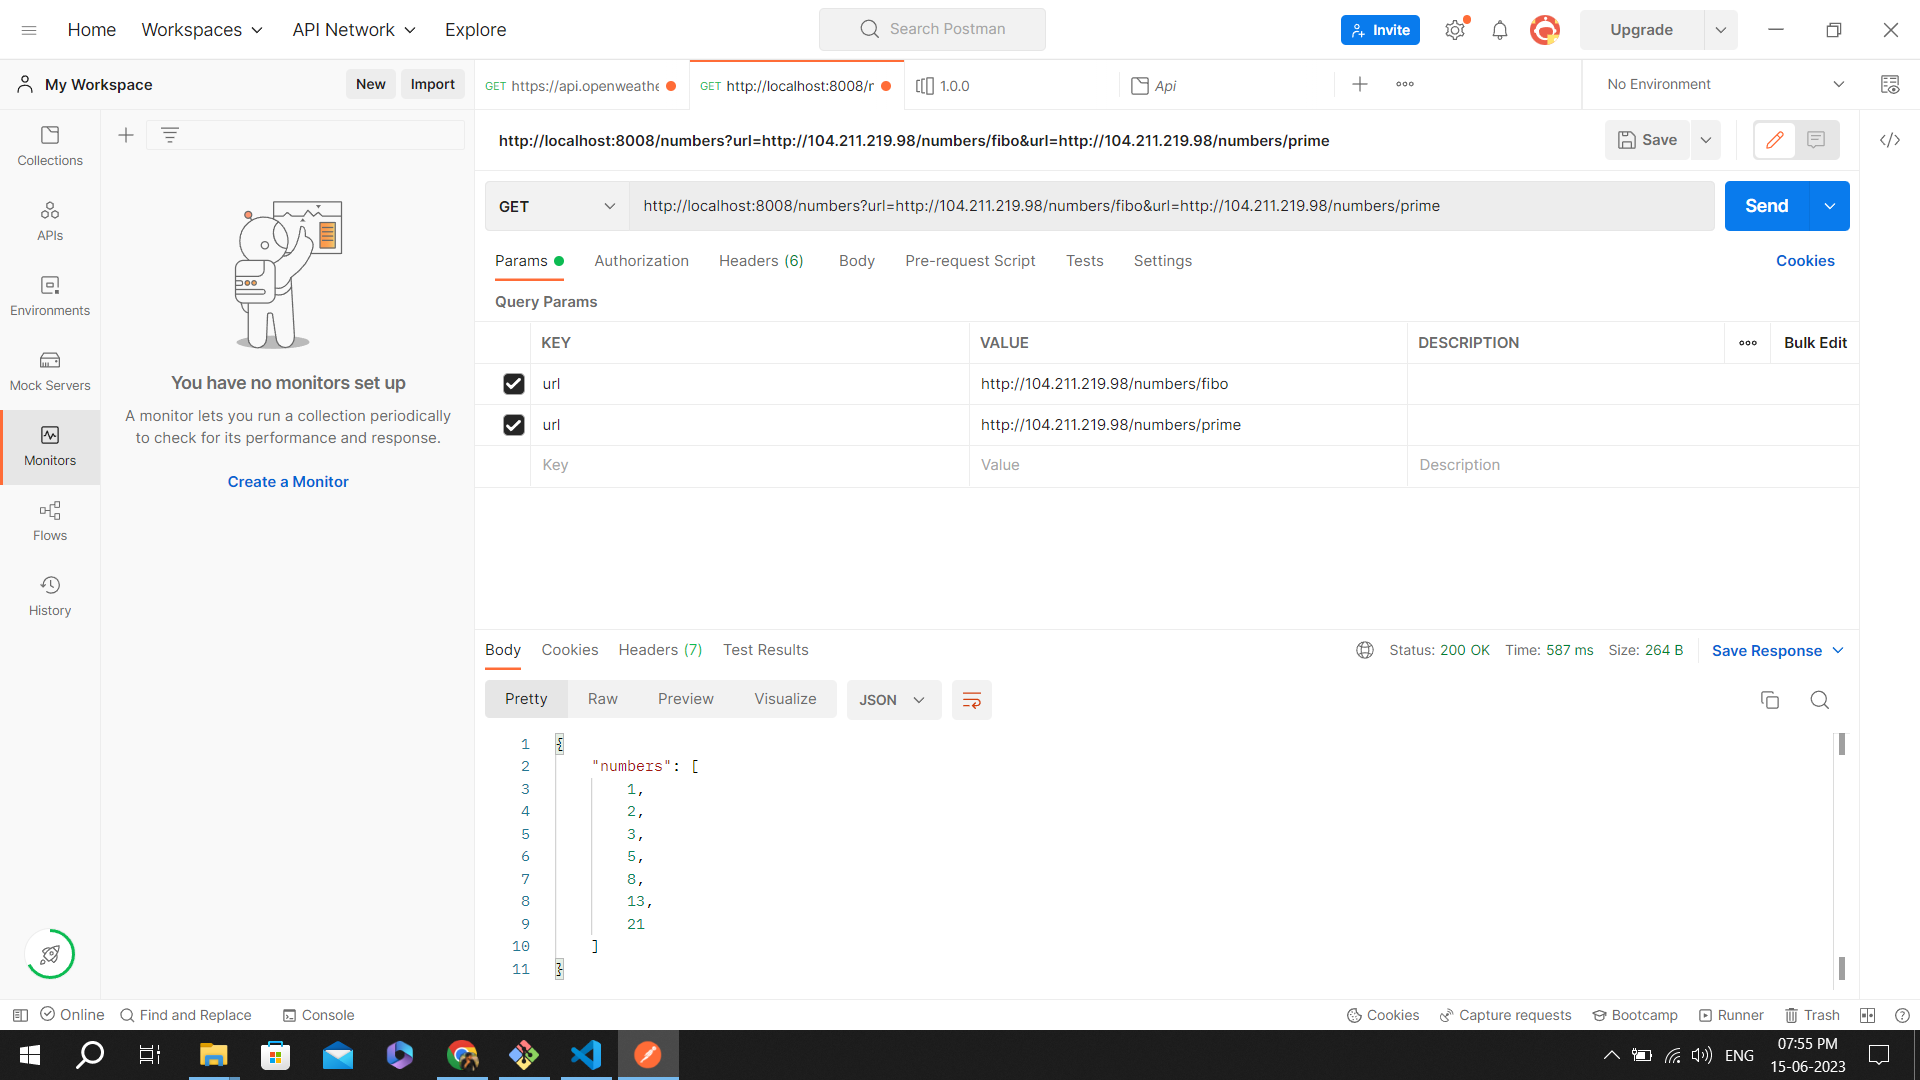 Home Workspaces API Network Explore Search Postman Invite Upgrade
My Workspace New Import GET https://api.openweathe GET http://localhost:8008/r 1.0.0 Api No Environment
http://localhost:8008/numbers?url=http://104.211.219.98/numbers/fibo&url=http://104.211.219.98/numbers/prime Save
Collections
APIs
Environments
Mock Servers
Monitors
Flows
History
You have no monitors set up
A monitor lets you run a collection periodically
to check for its performance and response.
Create a Monitor
GET http://localhost:8008/numbers?url=http://104.211.219.98/numbers/fibo&url=http://104.211.219.98/numbers/prime Send
Params Authorization Headers (6) Body Pre-request Script Tests Settings Cookies
Query Params
KEY VALUE DESCRIPTION Bulk Edit
url http://104.211.219.98/numbers/fibo
url http://104.211.219.98/numbers/prime
Key Value Description
Body Cookies Headers (7) Test Results Status: 200 OK Time: 587 ms Size: 264 B Save Response
Pretty Raw Preview Visualize JSON
1 {
2 "numbers": [
3 1,
4 2,
5 3,
6 5,
7 8,
8 13,
9 21
10 ]
11 }
Online Find and Replace Console Cookies Capture requests Bootcamp Runner Trash
ENG 07:55 PM
15-06-2023